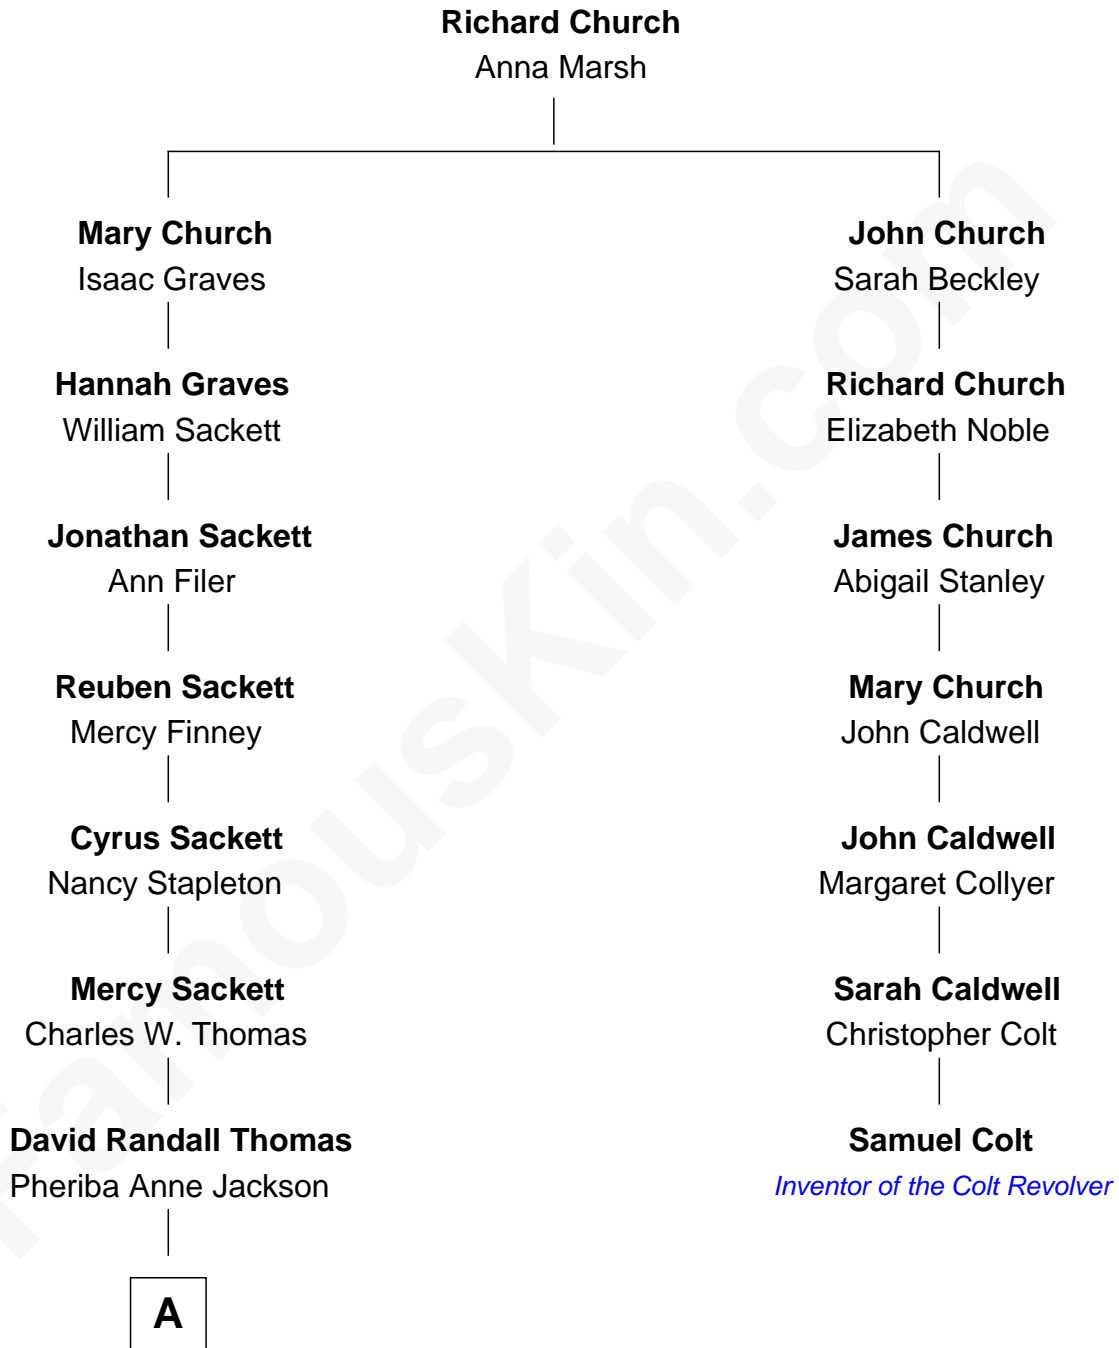 Richard Church
Anna Marsh
Mary Church
Isaac Graves
John Church
Sarah Beckley
Hannah Graves
William Sackett
Richard Church
Elizabeth Noble
Jonathan Sackett
Ann Filer
James Church
Abigail Stanley
Reuben Sackett
Mercy Finney
Mary Church
John Caldwell
Cyrus Sackett
Nancy Stapleton
John Caldwell
Margaret Collyer
Mercy Sackett
Charles W. Thomas
Sarah Caldwell
Christopher Colt
David Randall Thomas
Pheriba Anne Jackson
Samuel Colt
Inventor of the Colt Revolver
A
FamousKin.com